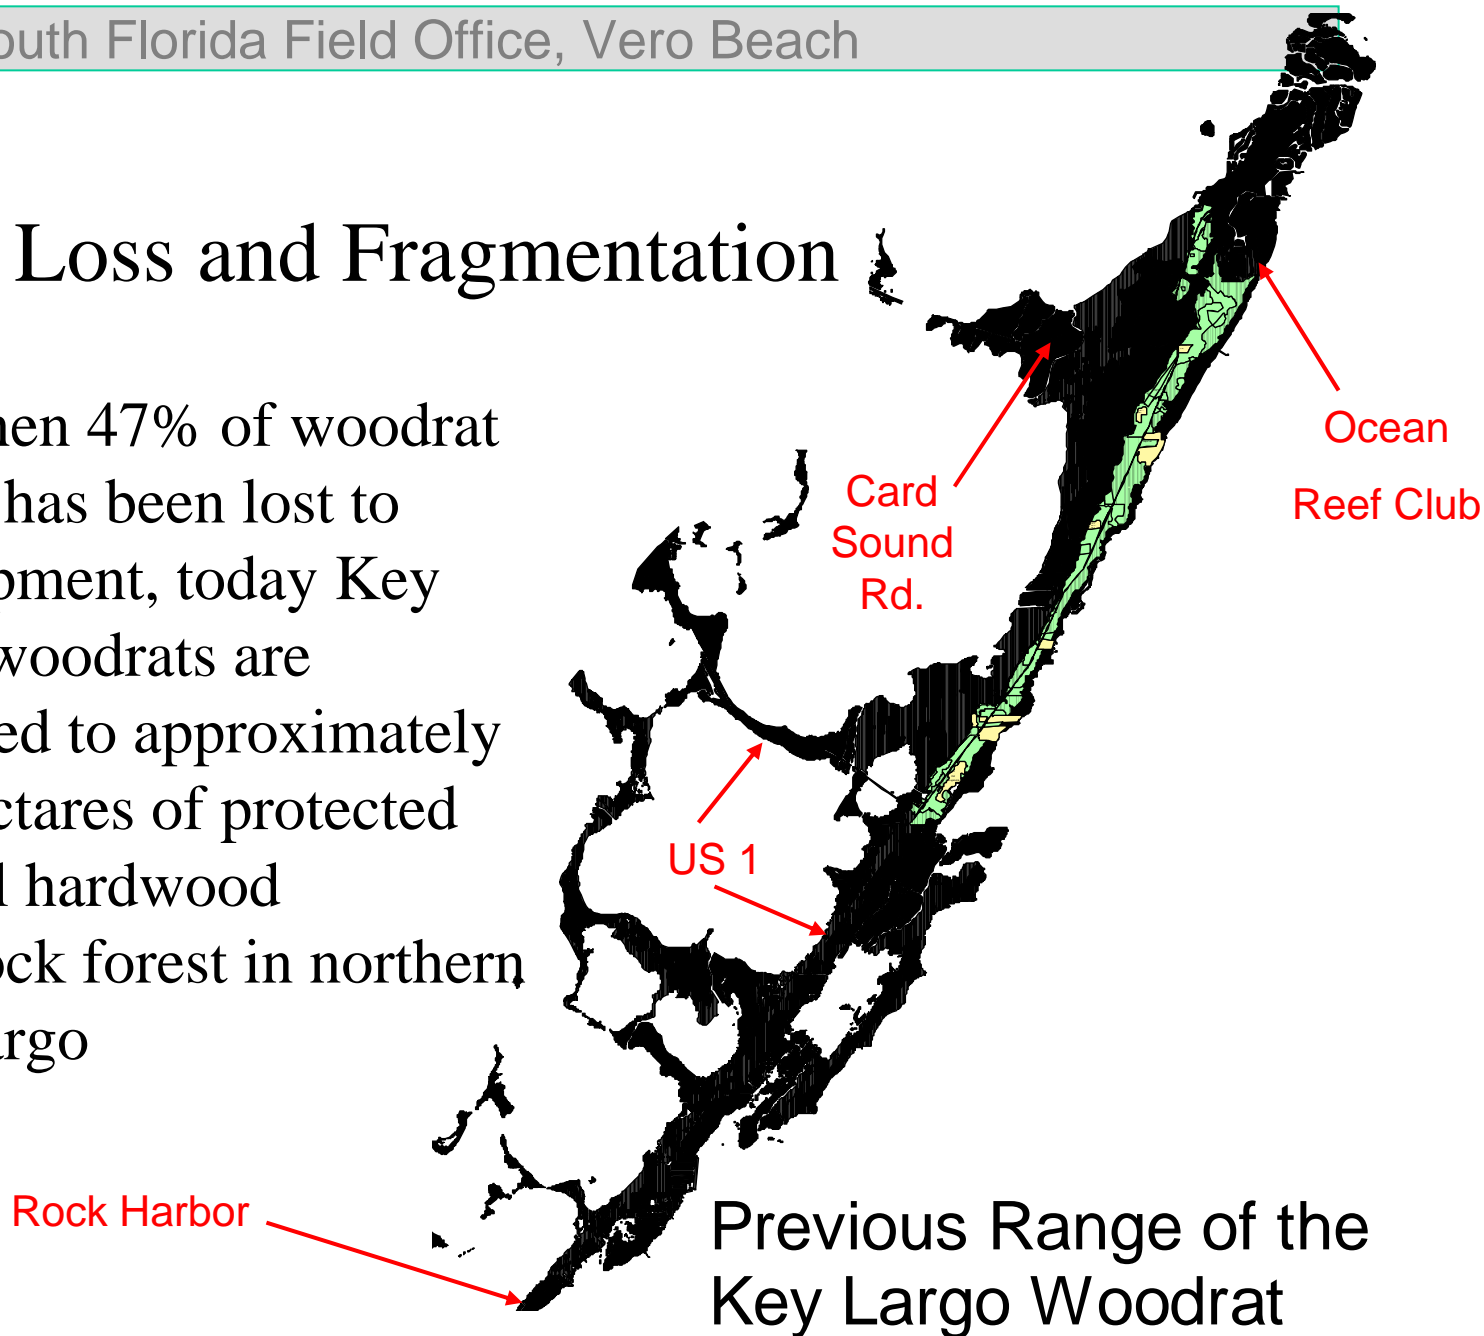 outh Florida Field Office, Vero Beach
Loss and Fragmentation
hen 47% of woodrat
has been lost to
pment, today Key
woodrats are
ed to approximately
ctares of protected
l hardwood
ock forest in northern
argo
Ocean
Reef Club
Card
Sound
Rd.
US 1
Rock Harbor
Previous Range of the
Key Largo Woodrat